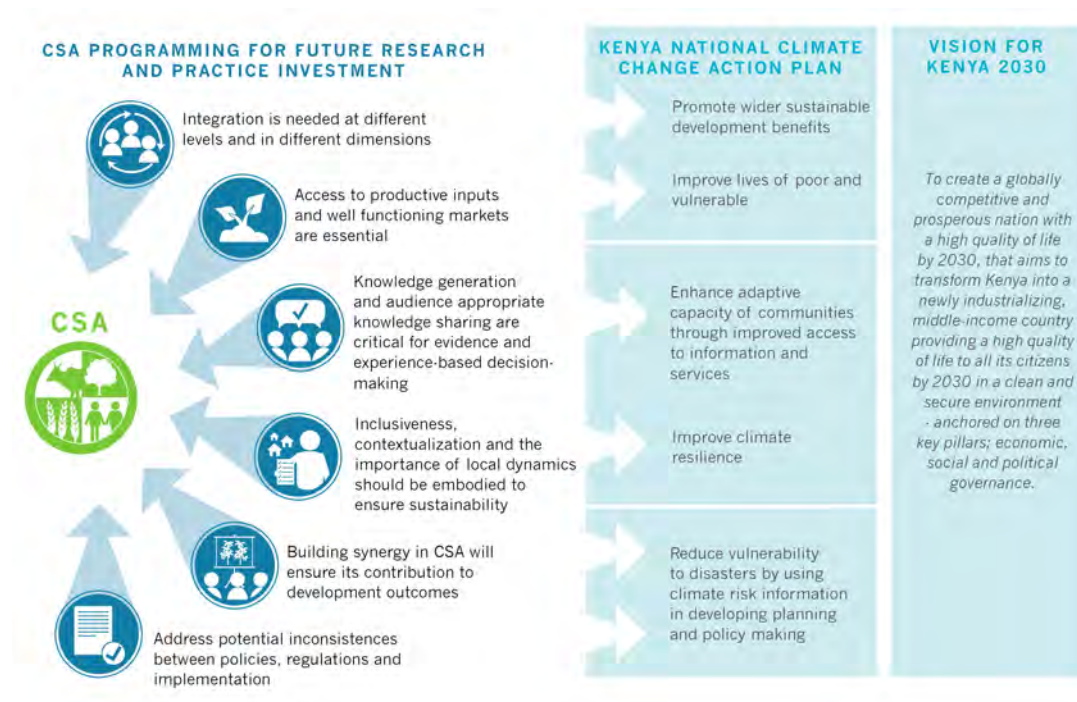 CSA PROGRAMMING FOR FUTURE RESEARCH
AND PRACTICE INVESTMENT
Integration is needed at different
levels and in different dimensions
Access to productive inputs
and well functioning markets
are essential
Knowledge generation
and audience appropriate
knowledge sharing are
critical for evidence and
experience-based decision-
making
CSA
Inclusiveness,
contextualization and the
importance of local dynamics
should be embodied to
ensure sustainability
Building synergy in CSA will
ensure its contribution to
development outcomes
Address potential inconsistences
between policies, regulations and
implementation
KENYA NATIONAL CLIMATE
CHANGE ACTION PLAN
Promote wider sustainable
development benefits
Improve lives of poor and
vulnerable
Enhance adaptive
capacity of communities
through improved access
to information and
services
Improve climate
resilience
Reduce vulnerability
to disasters by using
climate risk information
in developing planning
and policy making
VISION FOR
KENYA 2030
To create a globally
competitive and
prosperous nation with
a high quality of life
by 2030, that aims to
transform Kenya into a
newly industrializing,
middle-income country
providing a high quality
of life to all its citizens
by 2030 in a clean and
secure environment
- anchored on three
key pillars; economic,
social and political
governance.